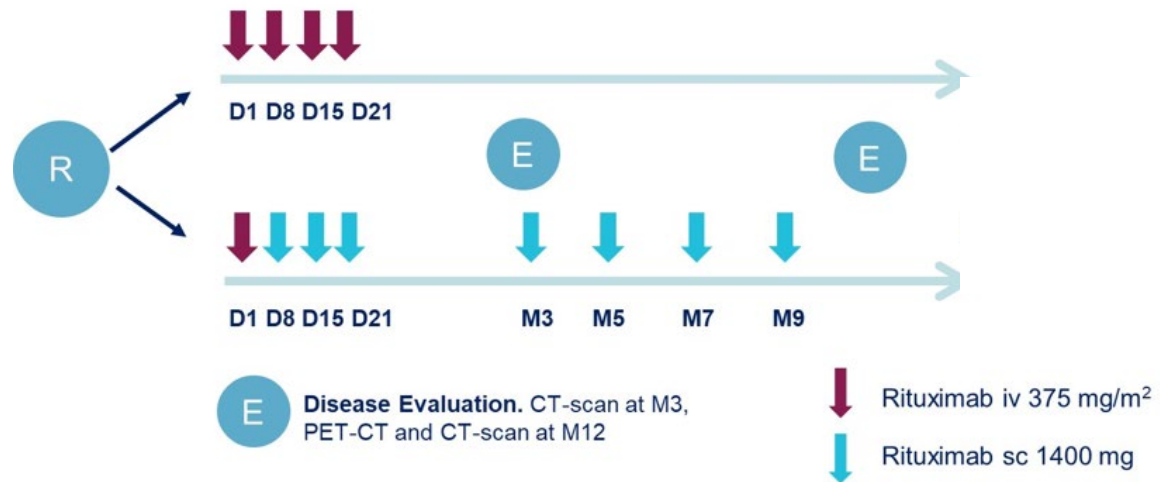 D1 D8 D15 D21
R
E
E
D1 D8 D15 D21 M3 M5 M7 M9
E
Disease Evaluation. CT-scan at M3,
PET-CT and CT-scan at M12
Rituximab iv 375 mg/m²
Rituximab sc 1400 mg